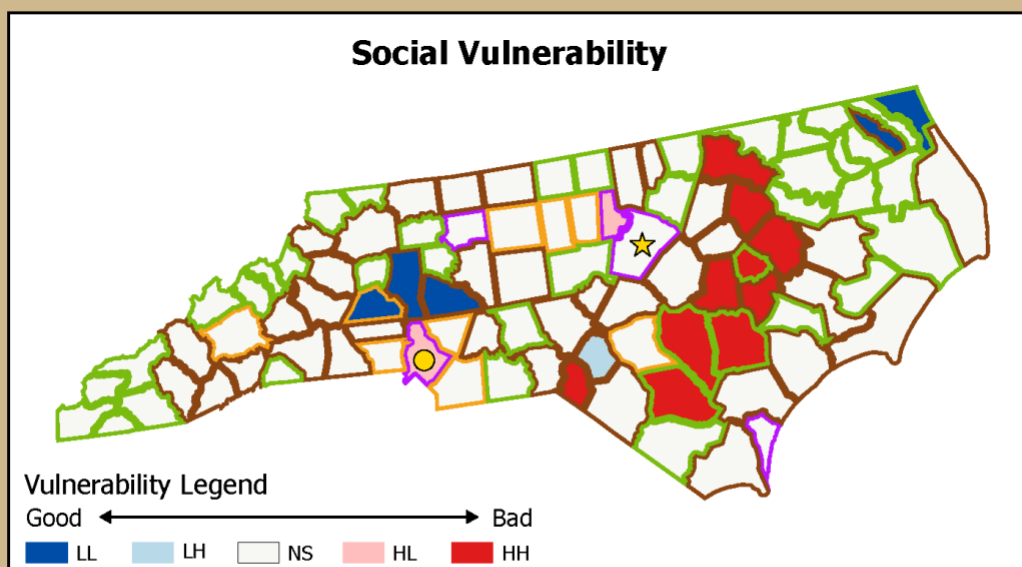 Social Vulnerability
Vulnerability Legend
Good Bad
LL LH NS HL HH